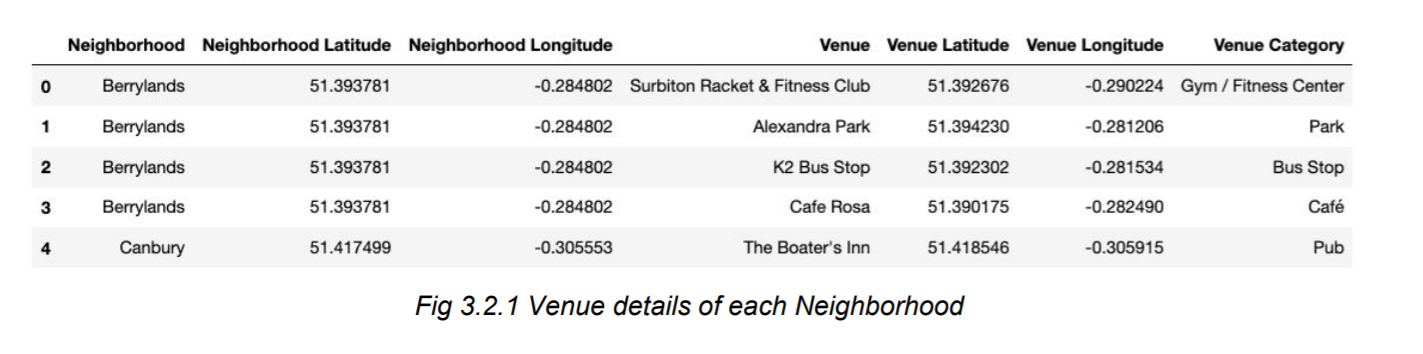 Neighborhood Neighborhood Latitude Neighborhood Longitude Venue Venue Latitude Venue Longitude Venue Category
0 Berrylands 51.393781 -0.284802 Surbiton Racket & Fitness Club 51.392676 -0.290224 Gym / Fitness Center
1 Berrylands 51.393781 -0.284802 Alexandra Park 51.394230 -0.281206 Park
2 Berrylands 51.393781 -0.284802 K2 Bus Stop 51.392302 -0.281534 Bus Stop
3 Berrylands 51.393781 -0.284802 Cafe Rosa 51.390175 -0.282490 Café
4 Canbury 51.417499 -0.305553 The Boater's Inn 51.418546 -0.305915 Pub
Fig 3.2.1 Venue details of each Neighborhood